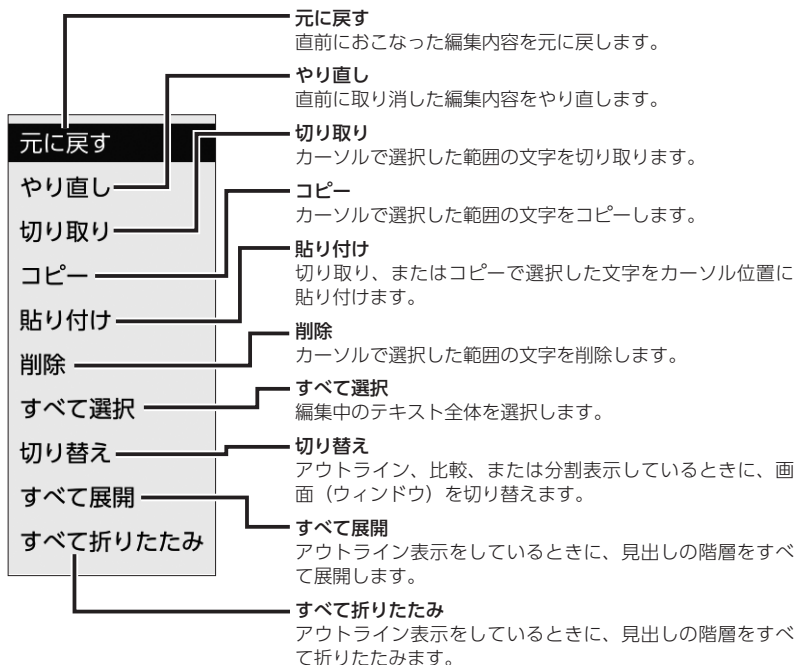 元に戻す
直前におこなった編集内容を元に戻します。
やり直し
直前に取り消した編集内容をやり直します。
切り取り
カーソルで選択した範囲の文字を切り取ります。
コピー
カーソルで選択した範囲の文字をコピーします。
貼り付け
切り取り、またはコピーで選択した文字をカーソル位置に
貼り付けます。
削除
カーソルで選択した範囲の文字を削除します。
すべて選択
編集中のテキスト全体を選択します。
切り替え
アウトライン、比較、または分割表示しているときに、画
面（ウィンドウ）を切り替えます。
すべて展開
アウトライン表示をしているときに、見出しの階層をすべ
て展開します。
すべて折りたたみ
アウトライン表示をしているときに、見出しの階層をすべ
て折りたたみます。
元に戻す
やり直し
切り取り
コピー
貼り付け
削除
すべて選択
切り替え
すべて展開
すべて折りたたみ